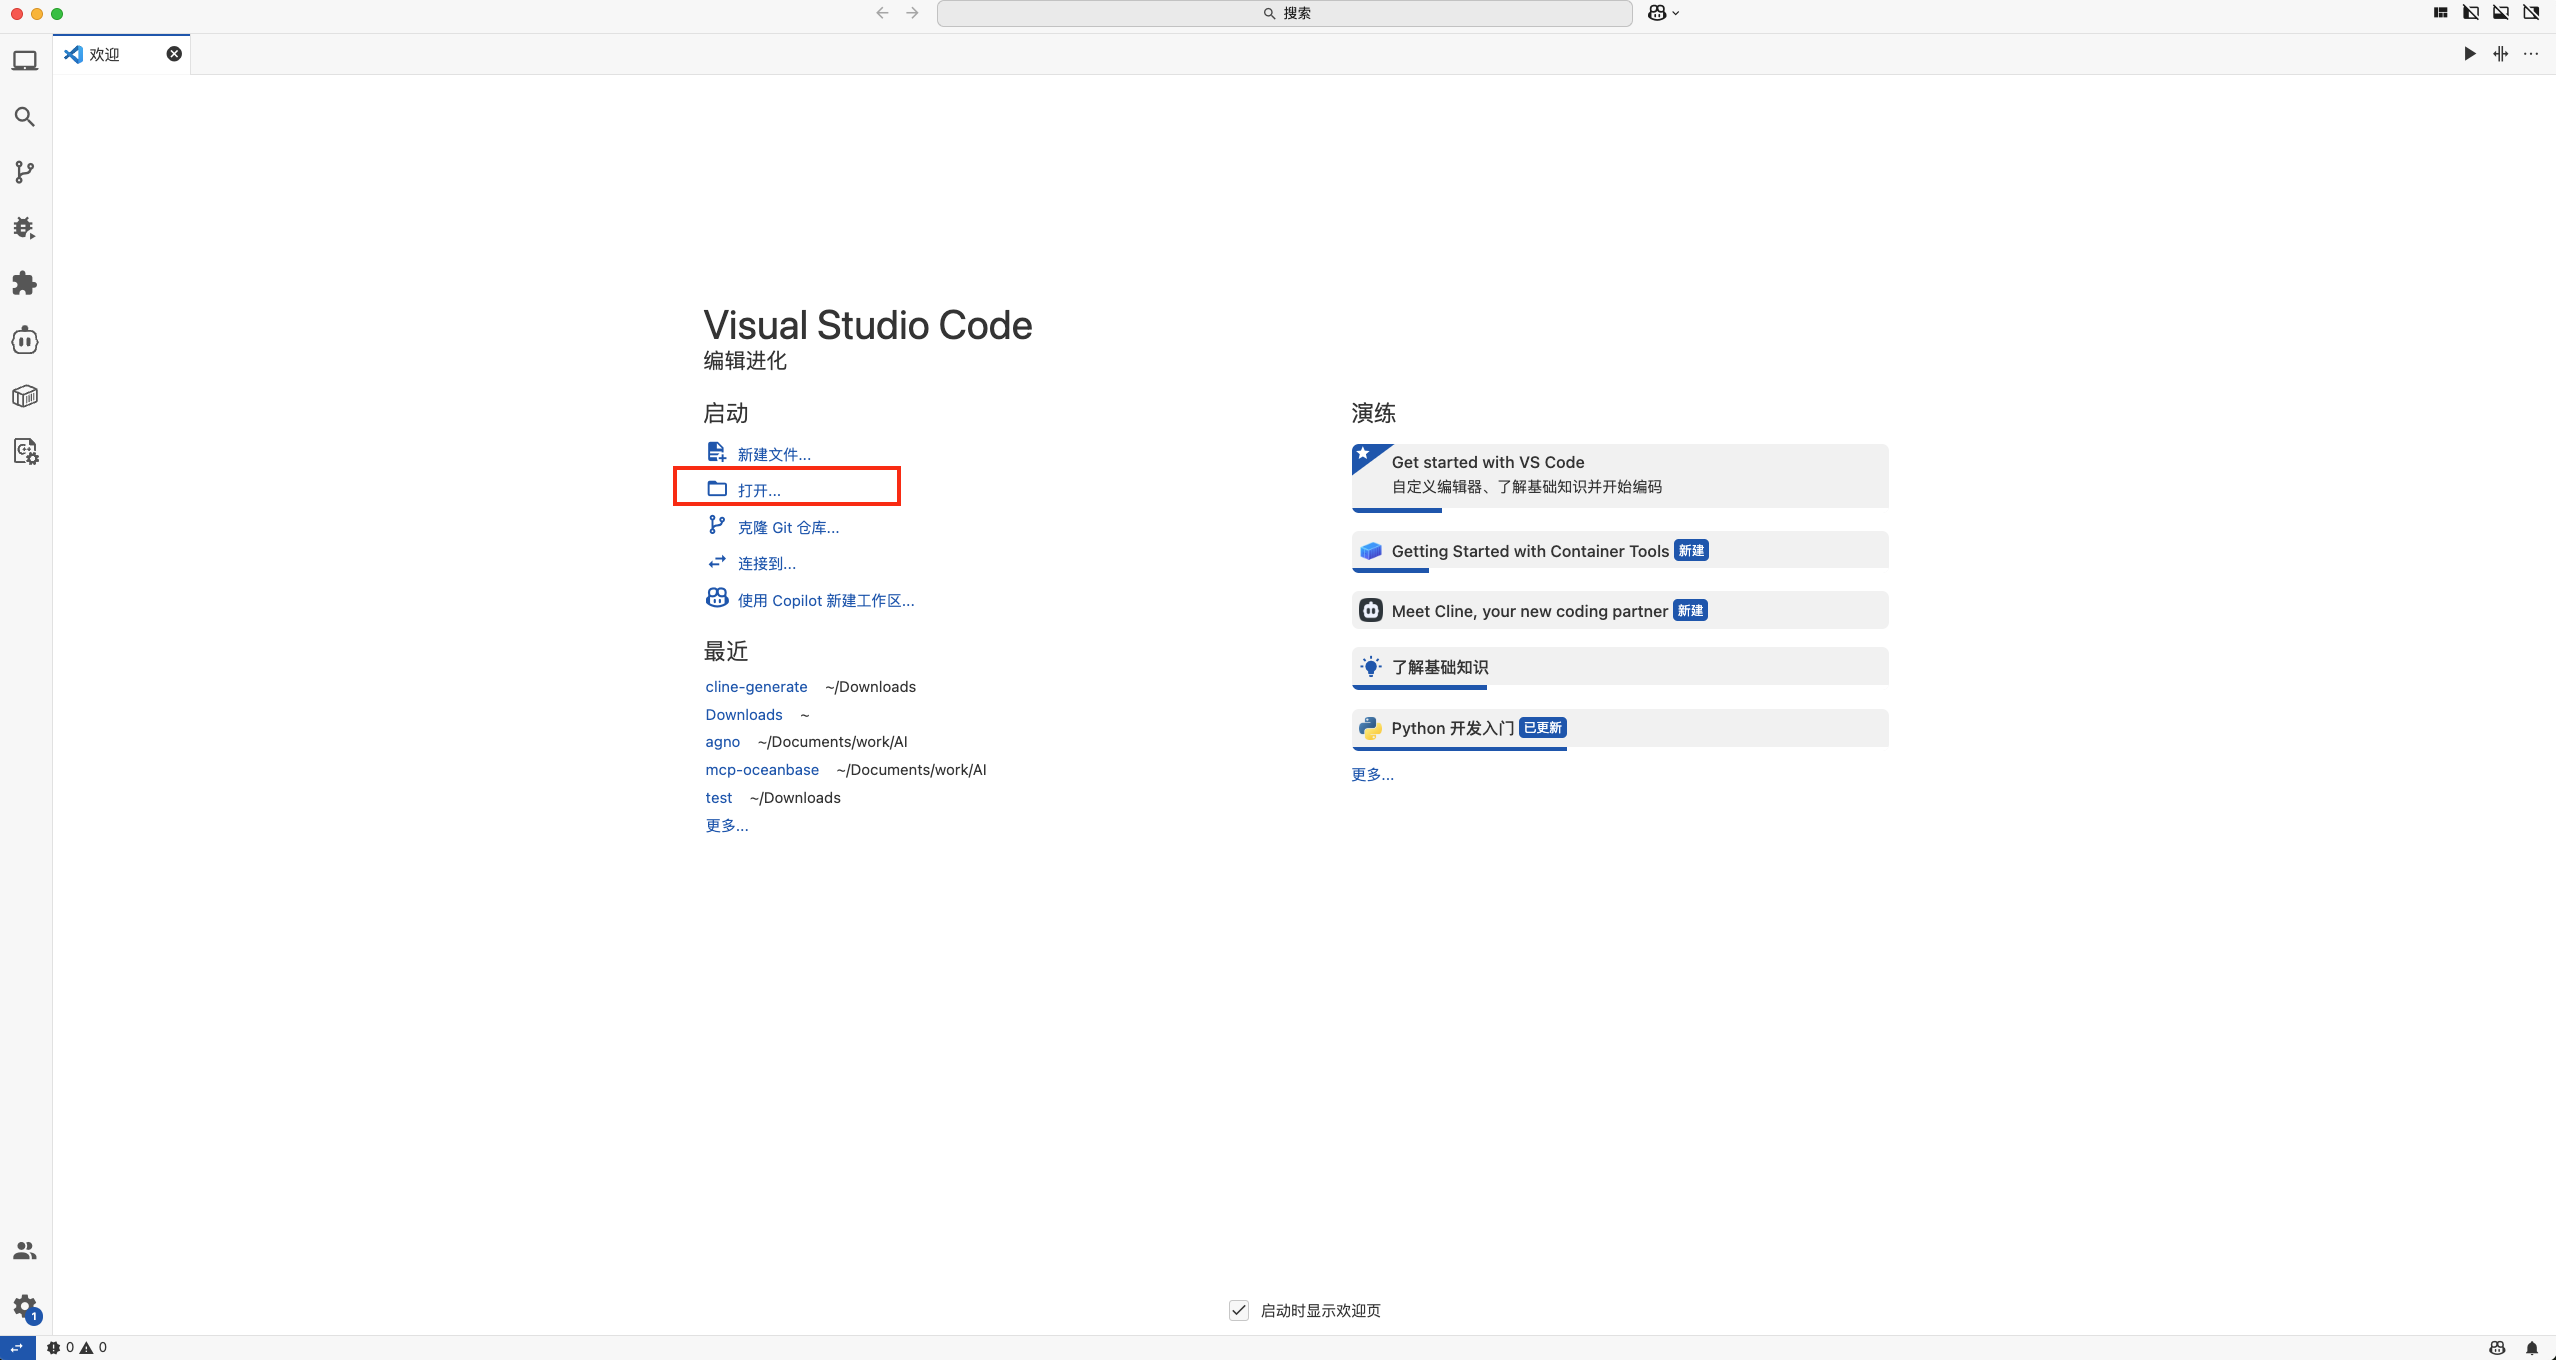 搜索
欢迎
Visual Studio Code
编辑进化
启动
新建文件...
打开...
克隆 Git 仓库...
连接到...
使用 Copilot 新建工作区...
最近
cline-generate ~/Downloads
Downloads ~
agno ~/Documents/work/AI
mcp-oceanbase ~/Documents/work/AI
test ~/Downloads
更多...
演练
Get started with VS Code
自定义编辑器、了解基础知识并开始编码
Getting Started with Container Tools 新建
Meet Cline, your new coding partner 新建
了解基础知识
Python 开发入门 已更新
更多...
启动时显示欢迎页
1
0 0